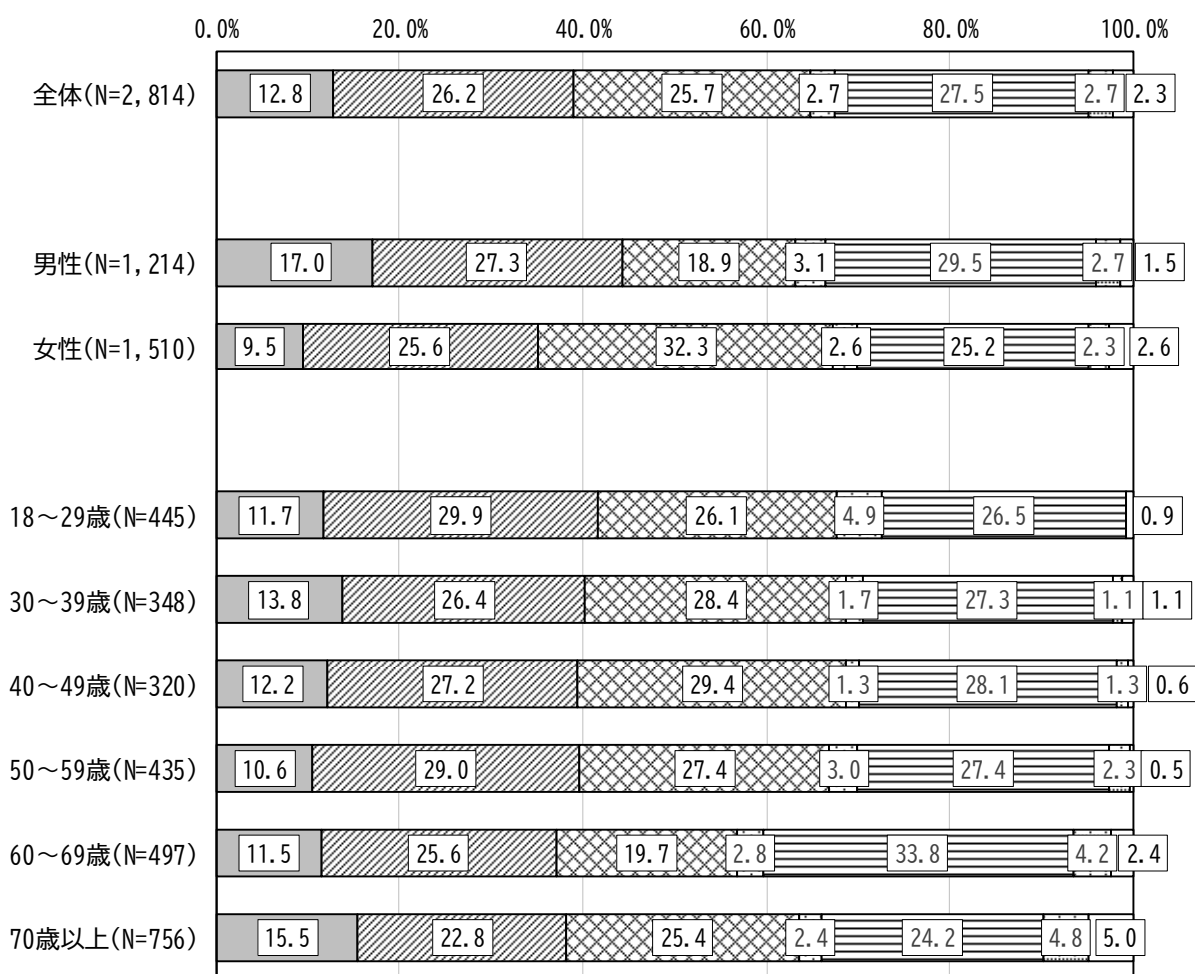 0.0% 20.0% 40.0% 60.0% 80.0% 100.0%
全体(N=2,814) 12.8 26.2 25.7 2.7 27.5 2.7 2.3
男性(N=1,214) 17.0 27.3 18.9 3.1 29.5 2.7 1.5
女性(N=1,510) 9.5 25.6 32.3 2.6 25.2 2.3 2.6
18～29歳(N=445) 11.7 29.9 26.1 4.9 26.5 0.9
30～39歳(N=348) 13.8 26.4 28.4 1.7 27.3 1.1 1.1
40～49歳(N=320) 12.2 27.2 29.4 1.3 28.1 1.3 0.6
50～59歳(N=435) 10.6 29.0 27.4 3.0 27.4 2.3 0.5
60～69歳(N=497) 11.5 25.6 19.7 2.8 33.8 4.2 2.4
70歳以上(N=756) 15.5 22.8 25.4 2.4 24.2 4.8 5.0